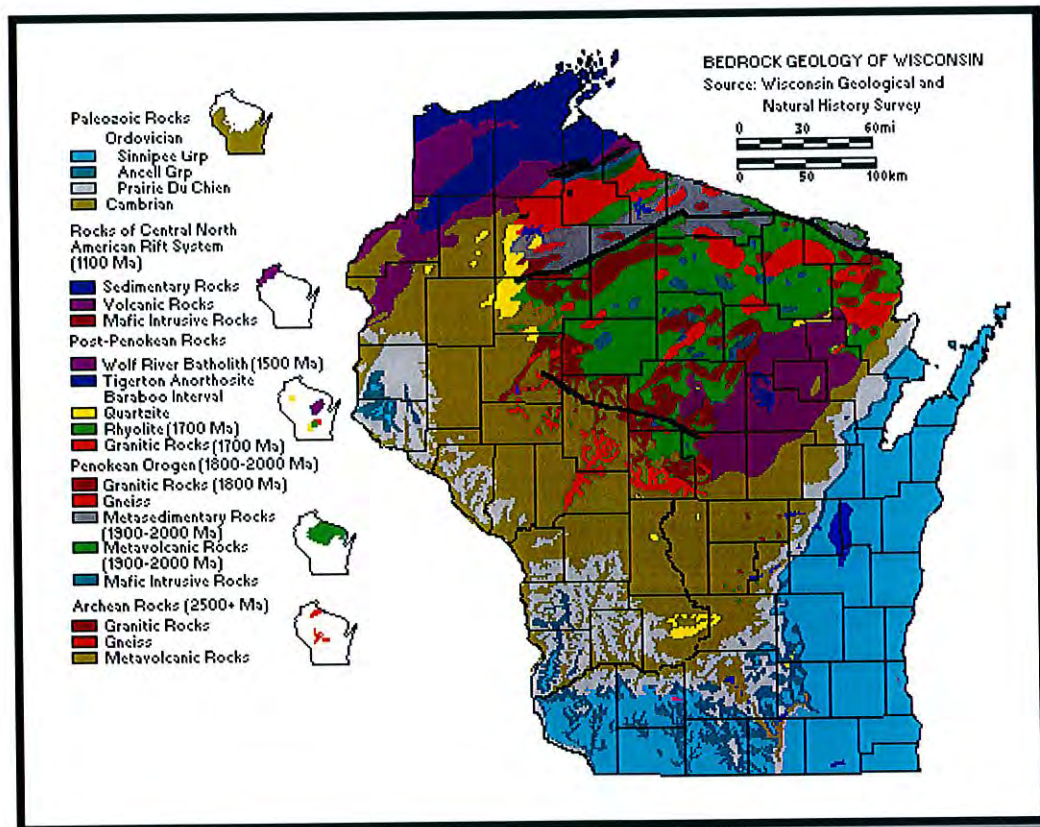 BEDROCK GEOLOGY OF WISCONSIN
Source: Wisconsin Geological and
Natural History Survey
0 30 60mi
0 50 100km
Paleozoic Rocks
Ordovician
Sinnipee Grp
Ancell Grp
Prairie Du Chien
Cambrian
Rocks of Central North
American Rift System
(1100 Ma)
Sedimentary Rocks
Volcanic Rocks
Mafic Intrusive Rocks
Post-Penokean Rocks
Wolf River Batholith (1500 Ma)
Tigerton Anorthosite
Baraboo Interval
Quartzite
Rhyolite (1700 Ma)
Granitic Rocks (1700 Ma)
Penokean Orogen (1800-2000 Ma)
Granitic Rocks (1800 Ma)
Gneiss
Metasedimentary Rocks
(1900-2000 Ma)
Metavolcanic Rocks
(1900-2000 Ma)
Mafic Intrusive Rocks
Archean Rocks (2500+ Ma)
Granitic Rocks
Gneiss
Metavolcanic Rocks